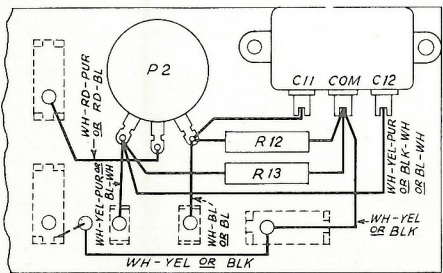 P2
C11 COM C12
R12
R13
WH-RD-PUR
OR RD-BL
WH-YEL-PUR OR
BL-WH
WH-BL
OR BL
WH-YEL-PUR
OR BLK-WH
OR BL-WH
WH-YEL
OR BLK
WH-YEL OR BLK